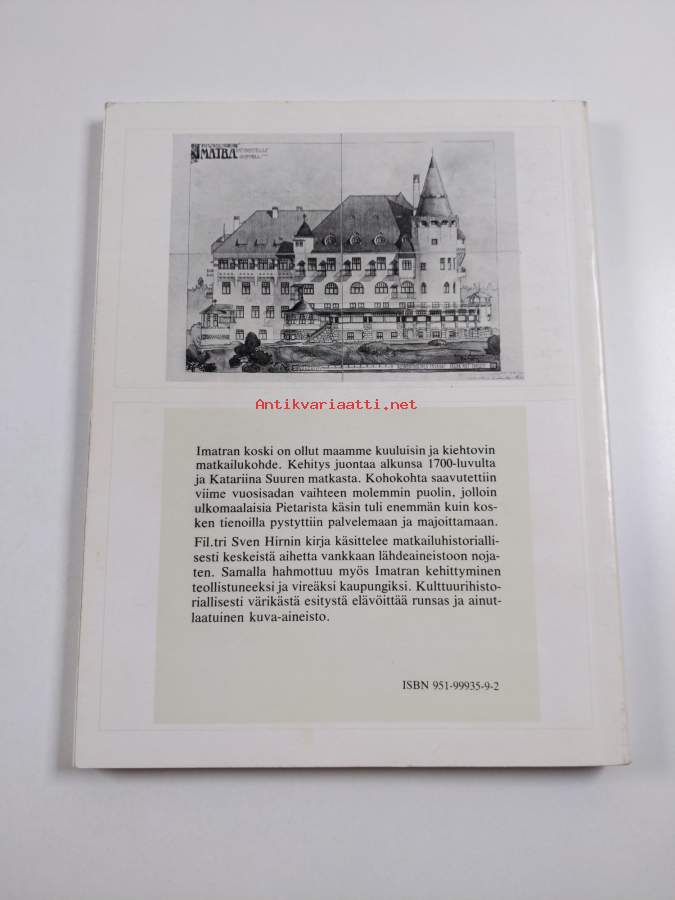 IMATRA
Antikvariaatti.net
Imatran koski on ollut maamme kuuluisin ja kiehtovin
matkailukohde. Kehitys juontaa alkunsa 1700-luvulta
ja Katariina Suuren matkasta. Kohokohta saavutettiin
viime vuosisadan vaihteen molemmin puolin, jolloin
ulkomaalaisia Pietarista käsin tuli enemmän kuin kos-
ken tienoilla pystyttiin palvelemaan ja majoittamaan.
Fil.tri Sven Hirnin kirja käsittelee matkailuhistorialli-
sesti keskeistä aihetta vankkaan lähdeaineistoon noja-
ten. Samalla hahmottuu myös Imatran kehittyminen
teollistuneeksi ja vireäksi kaupungiksi. Kulttuurihisto-
riallisesti värikästä esitystä elävöittää runsas ja ainut-
laatuinen kuva-aineisto.
ISBN 951-99935-9-2